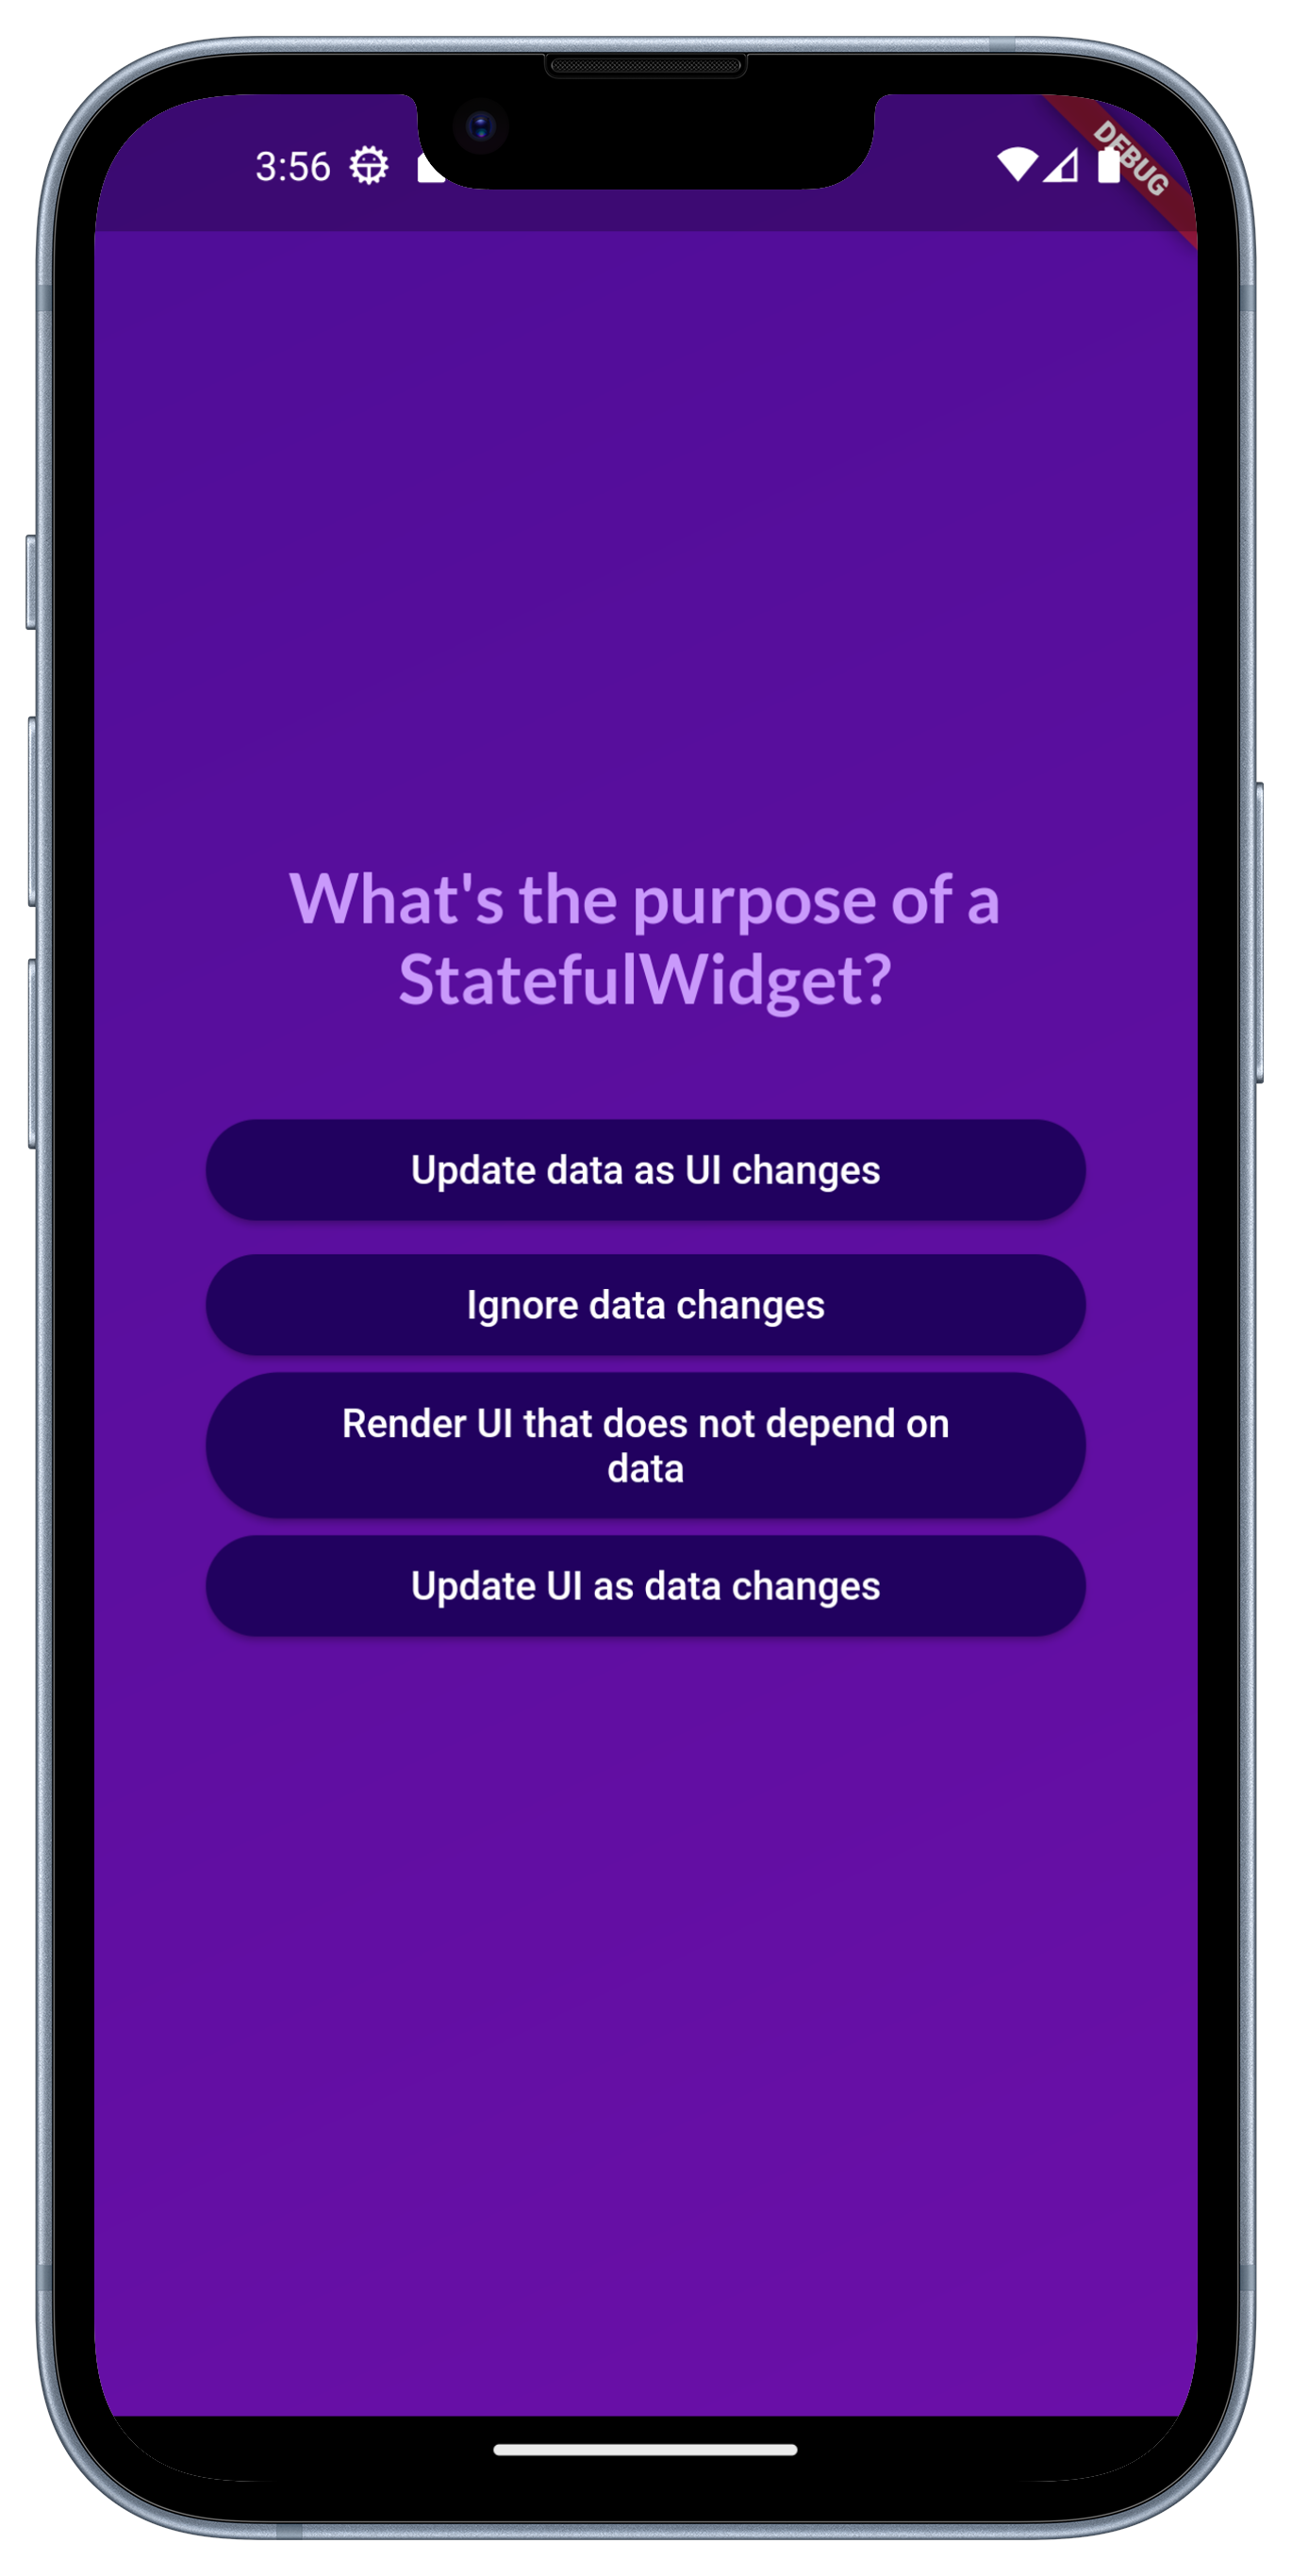 3:56
DEBUG
What's the purpose of a
StatefulWidget?
Update data as UI changes
Ignore data changes
Render UI that does not depend on
data
Update UI as data changes